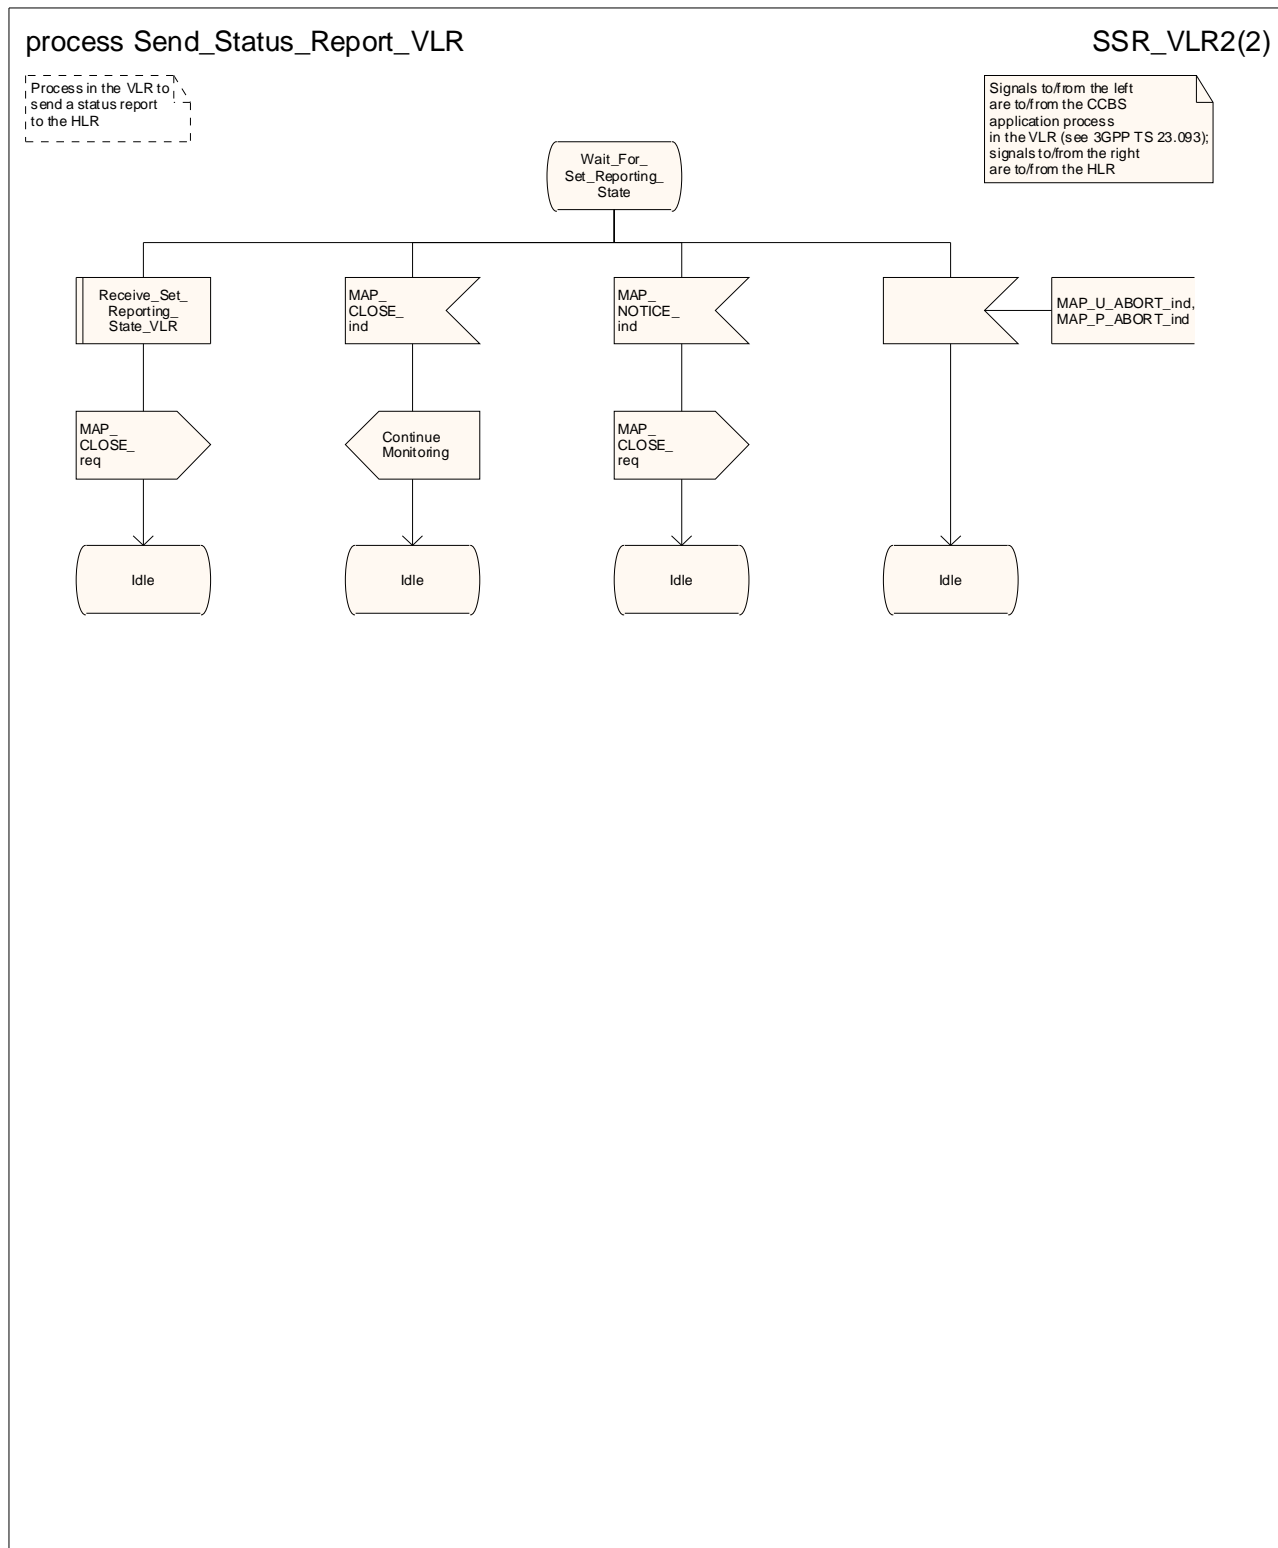 process Send_Status_Report_VLR
SSR_VLR2(2)
Process in the VLR to
send a status report
to the HLR
Signals to/from the left
are to/from the CCBS
application process
in the VLR (see 3GPP TS 23.093);
signals to/from the right
are to/from the HLR
Wait_For_
Set_Reporting_
State
Receive_Set_
Reporting_
State_VLR
MAP_
CLOSE_
ind
MAP_
NOTICE_
ind
MAP_U_ABORT_ind,
MAP_P_ABORT_ind
MAP_
CLOSE_
req
Continue
Monitoring
MAP_
CLOSE_
req
Idle
Idle
Idle
Idle